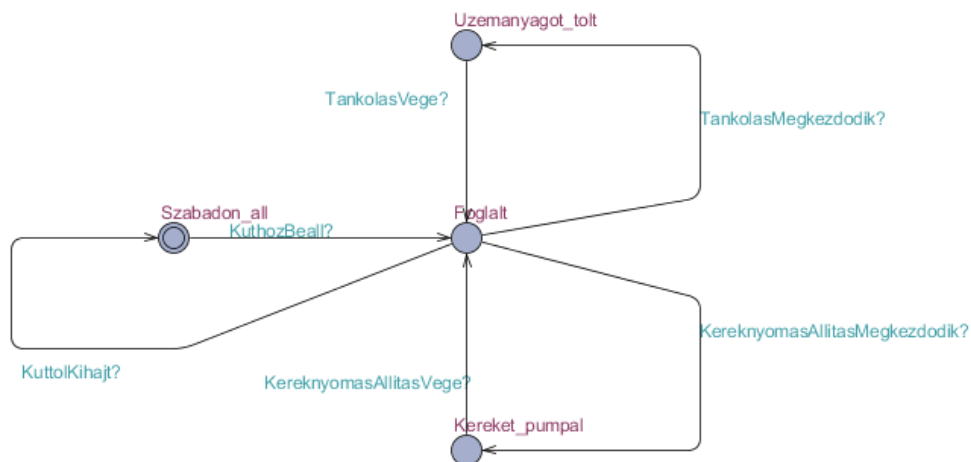 Uzemanyagot_tolt
TankolasVege?
TankolasMegkezdodik?
Szabadon_all
Foglalt
KuthozBeall?
KereknyomasAllitasMegkezdodik?
KuttolKihajt?
KereknyomasAllitasVege?
Kereket_pumpal